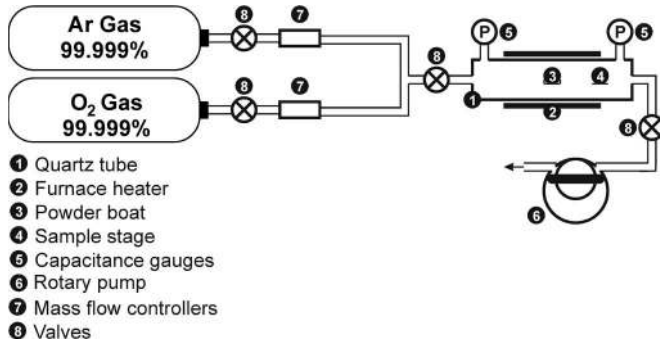 Ar Gas
99.999%
8
7
P
5
P
5
8
O2 Gas
99.999%
8
7
1
3
4
2
8
6
1 Quartz tube
2 Furnace heater
3 Powder boat
4 Sample stage
5 Capacitance gauges
6 Rotary pump
7 Mass flow controllers
8 Valves